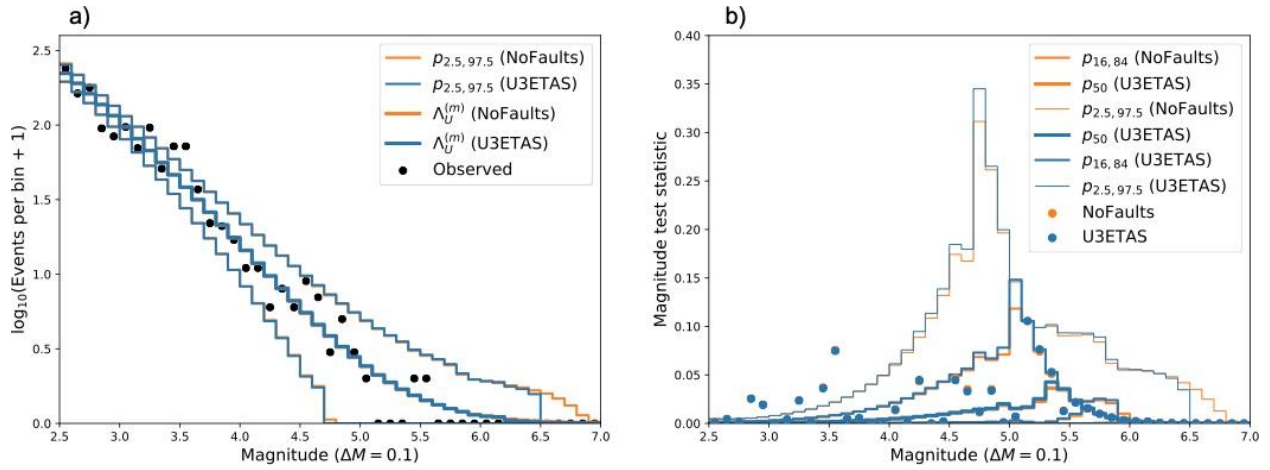 a)
log₁₀(Events per bin + 1)
2.5
2.0
1.5
1.0
0.5
0.0
p₂.₅,₉₇.₅ (NoFaults)
p₂.₅,₉₇.₅ (U3ETAS)
Λ_U^(m) (NoFaults)
Λ_U^(m) (U3ETAS)
Observed
2.5 3.0 3.5 4.0 4.5 5.0 5.5 6.0 6.5 7.0
Magnitude (ΔM = 0.1)
b)
Magnitude test statistic
0.40
0.35
0.30
0.25
0.20
0.15
0.10
0.05
0.00
p₁₆,₈₄ (NoFaults)
p₅₀ (U3ETAS)
p₂.₅,₉₇.₅ (NoFaults)
p₅₀ (U3ETAS)
p₁₆,₈₄ (U3ETAS)
p₂.₅,₉₇.₅ (U3ETAS)
NoFaults
U3ETAS
2.5 3.0 3.5 4.0 4.5 5.0 5.5 6.0 6.5 7.0
Magnitude (ΔM = 0.1)